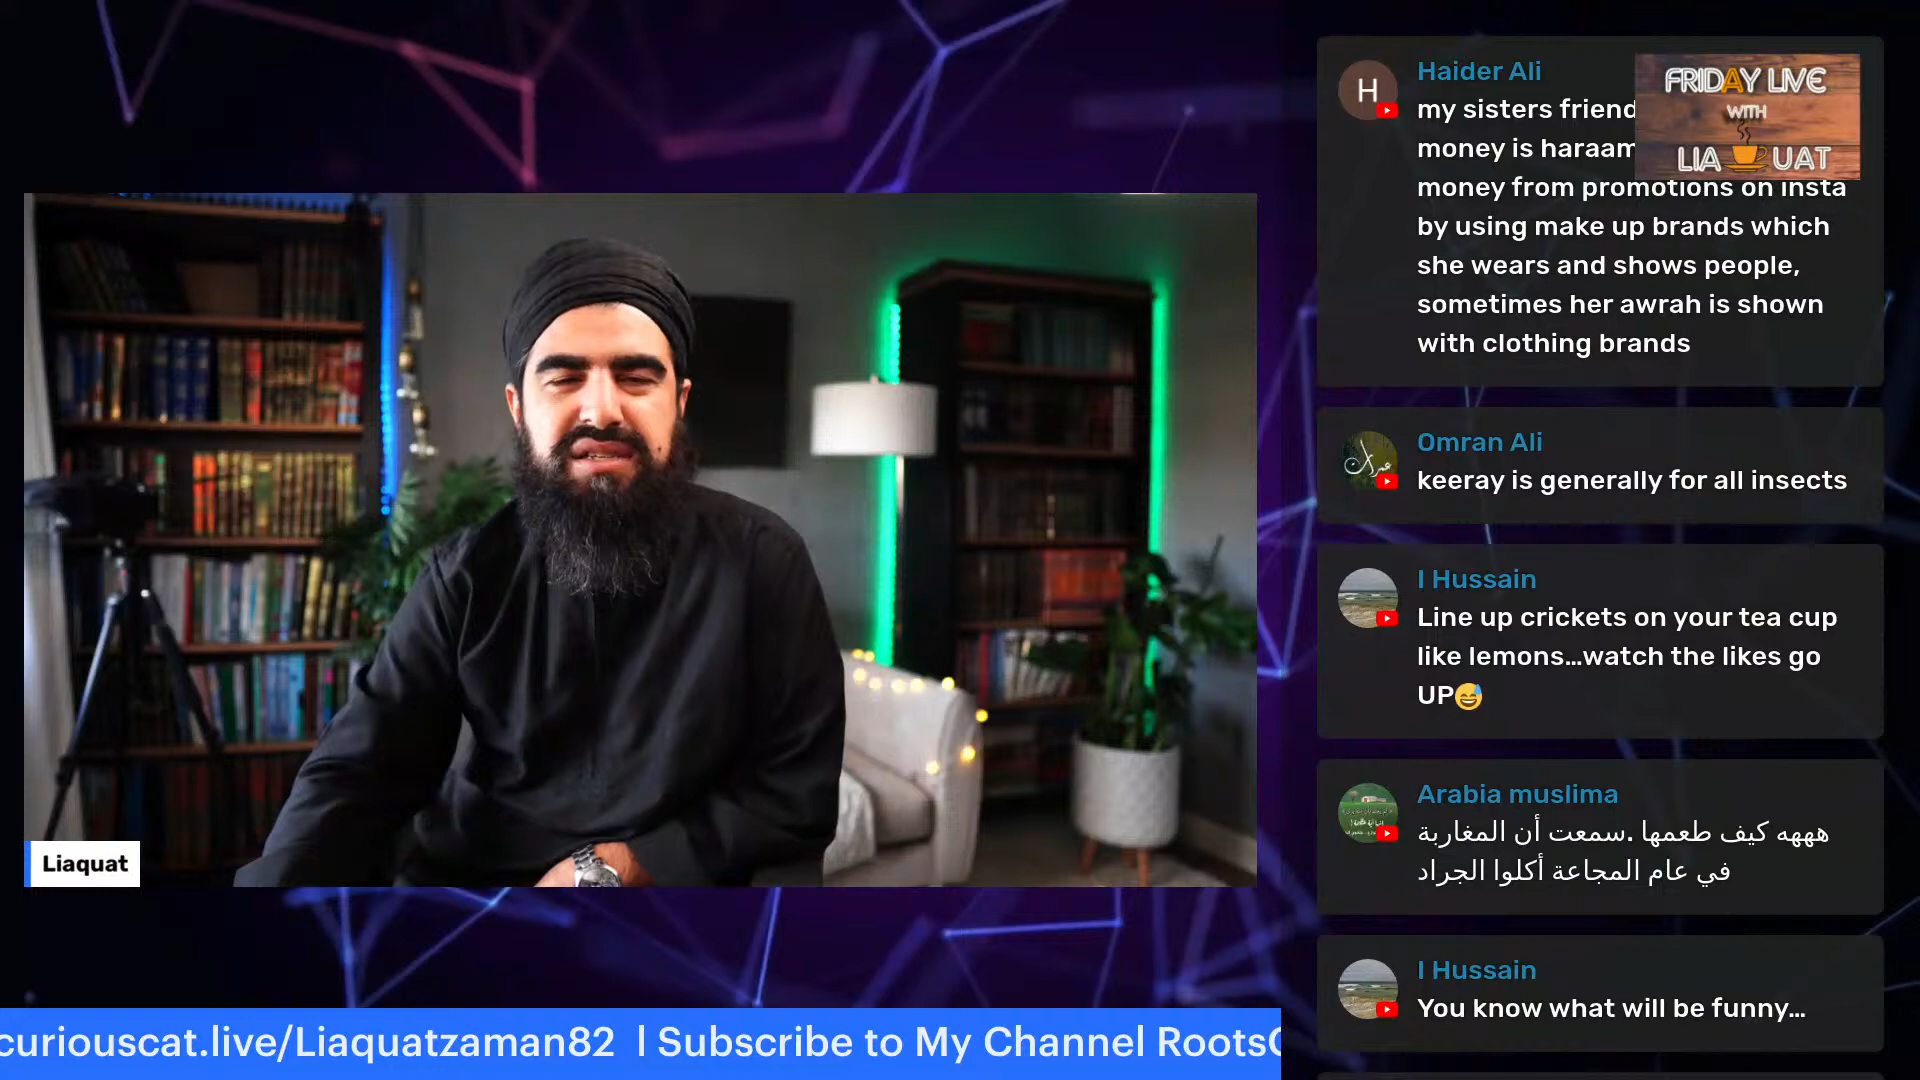 Haider Ali
my sisters friend
money is haraam
money from promotions on insta
by using make up brands which
she wears and shows people,
sometimes her awrah is shown
with clothing brands
FRIDAY LIVE
WITH
LIA UAT
H
Omran Ali
keeray is generally for all insects
I Hussain
Line up crickets on your tea cup
like lemons...watch the likes go
UP😅
Arabia muslima
هههه كيف طعمها .سمعت أن المغاربة
في عام المجاعة أكلوا الجراد
I Hussain
You know what will be funny...
Liaquat
curiouscat.live/Liaquatzaman82 | Subscribe to My Channel Roots